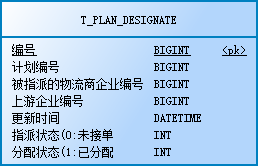 T_PLAN_DESIGNATE
编号 BIGINT <pk>
计划编号 BIGINT
被指派的物流商企业编号 BIGINT
上游企业编号 BIGINT
更新时间 DATETIME
指派状态(0:未接单 INT
分配状态(1:已分配 INT